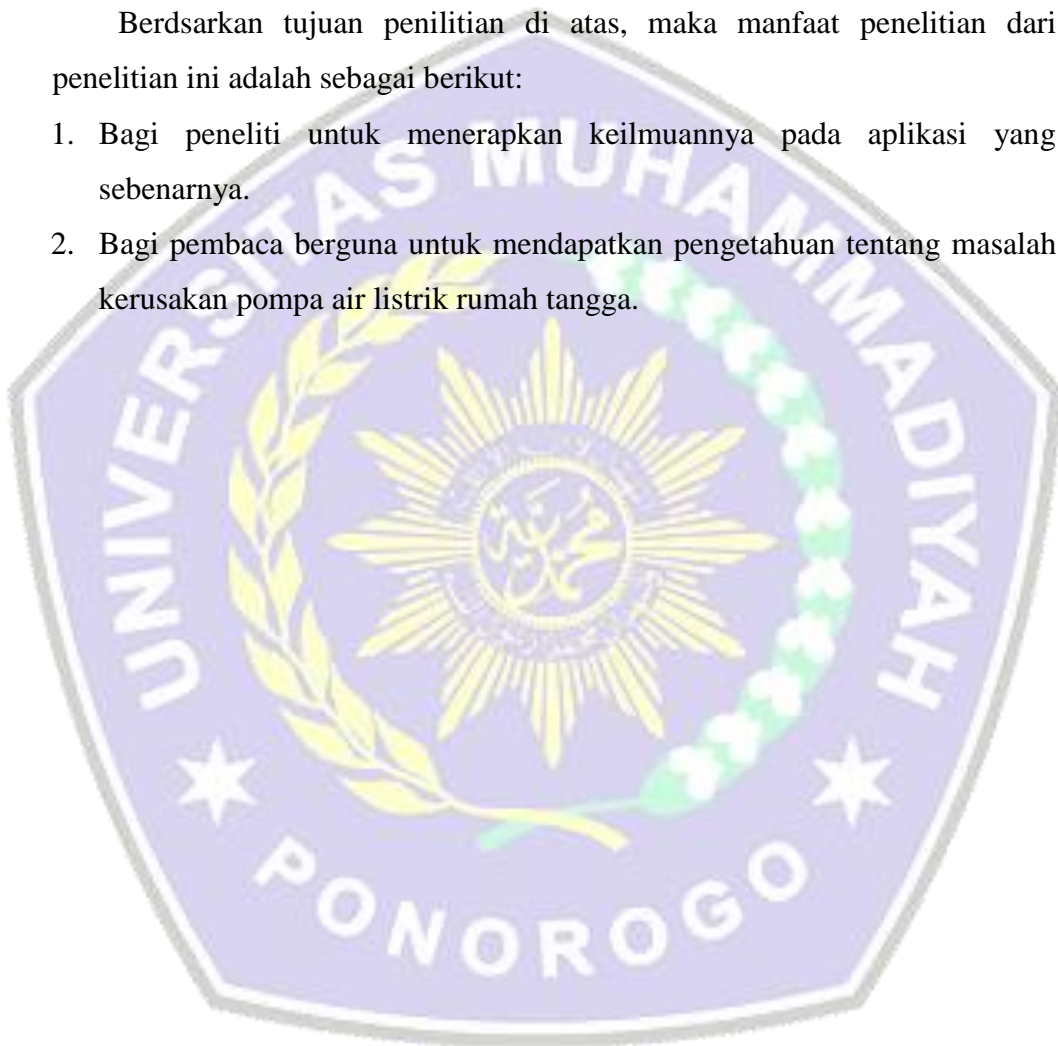 Berdsarkan tujuan penilitian di atas, maka manfaat penelitian dari
penelitian ini adalah sebagai berikut:
1. Bagi peneliti untuk menerapkan keilmuannya pada aplikasi yang
sebenarnya.
2. Bagi pembaca berguna untuk mendapatkan pengetahuan tentang masalah
kerusakan pompa air listrik rumah tangga.
UNIVERSITAS MUHAMMADIYAH
PONOROGO